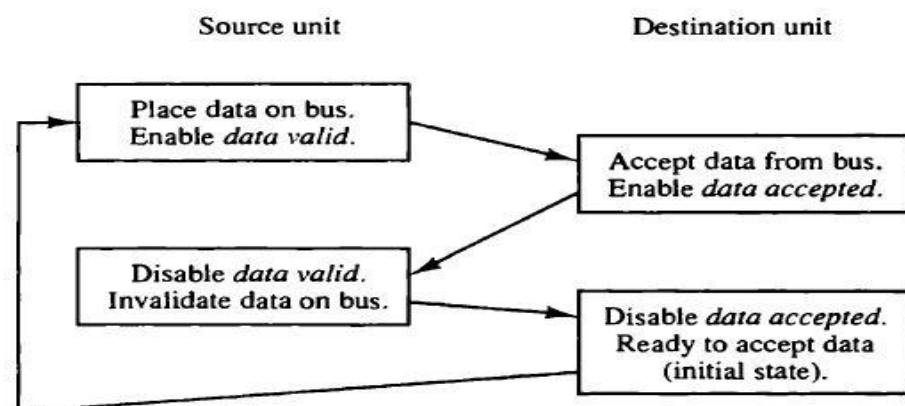 Source unit
Destination unit
Place data on bus.
Enable data valid.
Accept data from bus.
Enable data accepted.
Disable data valid.
Invalidate data on bus.
Disable data accepted.
Ready to accept data
(initial state).